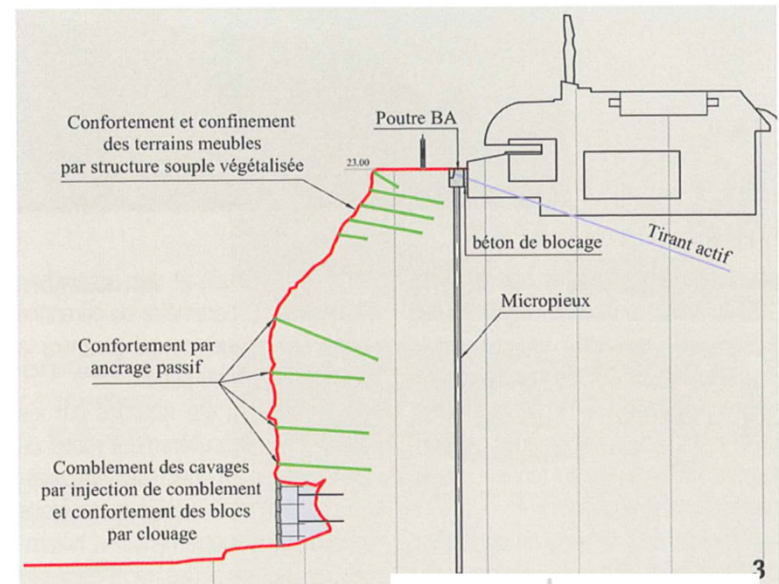 Confortement et confinement
des terrains meubles
par structure souple végétalisée
Poutre BA
23.00
béton de blocage
Tirant actif
Micropieux
Confortement par
ancrage passif
Comblement des cavages
par injection de comblement
et confortement des blocs
par clouage
3